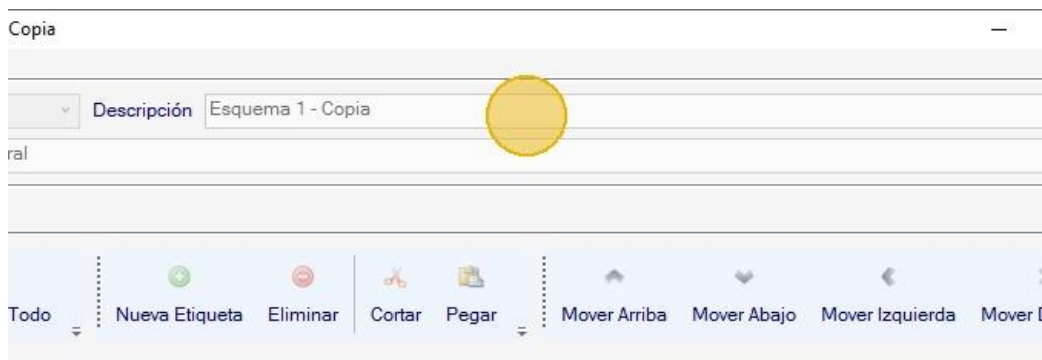 Copia
Descripción Esquema 1 - Copia
ral
Todo Nueva Etiqueta Eliminar Cortar Pegar Mover Arriba Mover Abajo Mover Izquierda Mover